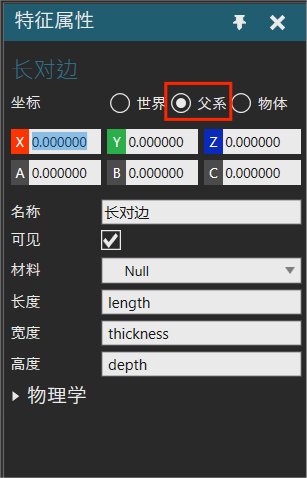 特征属性
长对边
坐标 世界 父系 物体
X 0.000000 Y 0.000000 Z 0.000000
A 0.000000 B 0.000000 C 0.000000
名称 长对边
可见
材料 Null
长度 length
宽度 thickness
高度 depth
物理学